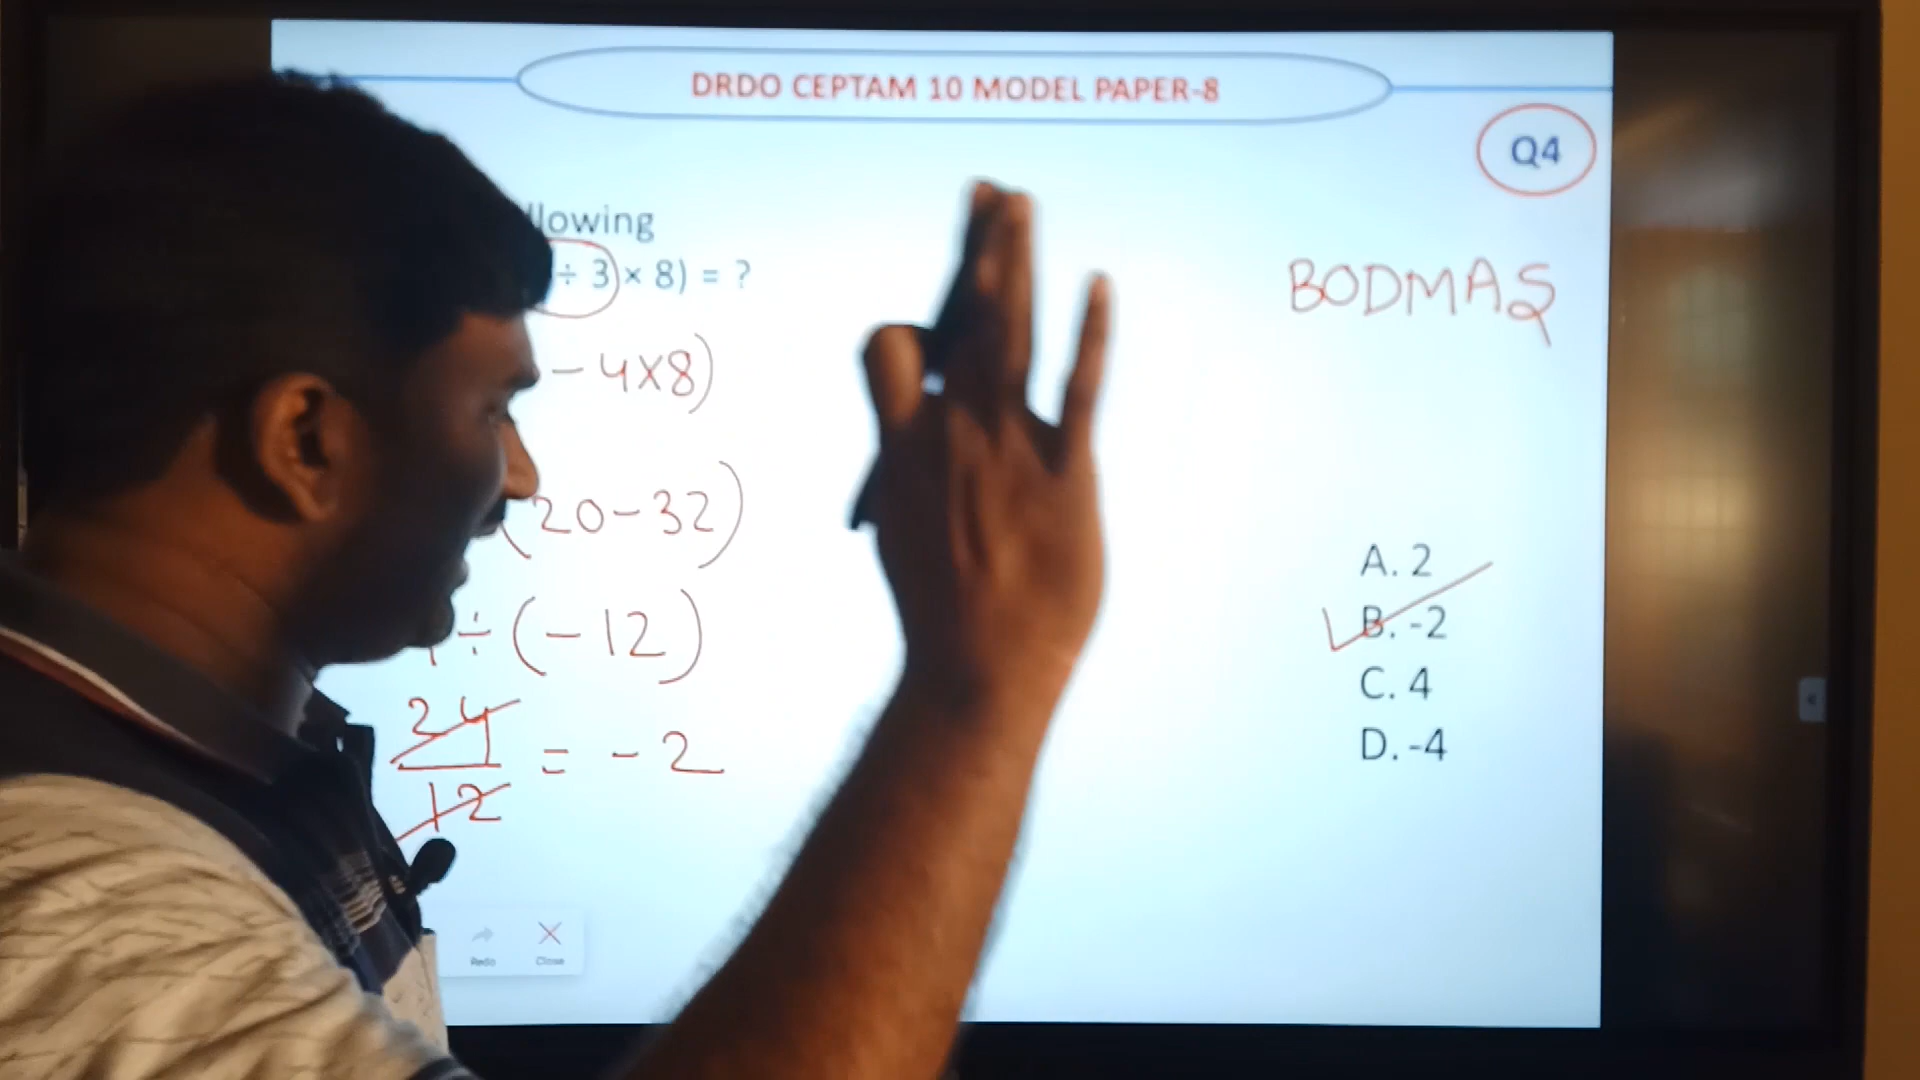 DRDO CEPTAM 10 MODEL PAPER-8
Q4
llowing
÷ 3 × 8) = ?
BODMAS
- 4×8)
(20-32)
÷ (-12)
24
12
= -2
A. 2
B. -2
C. 4
D. -4
Redo
Close